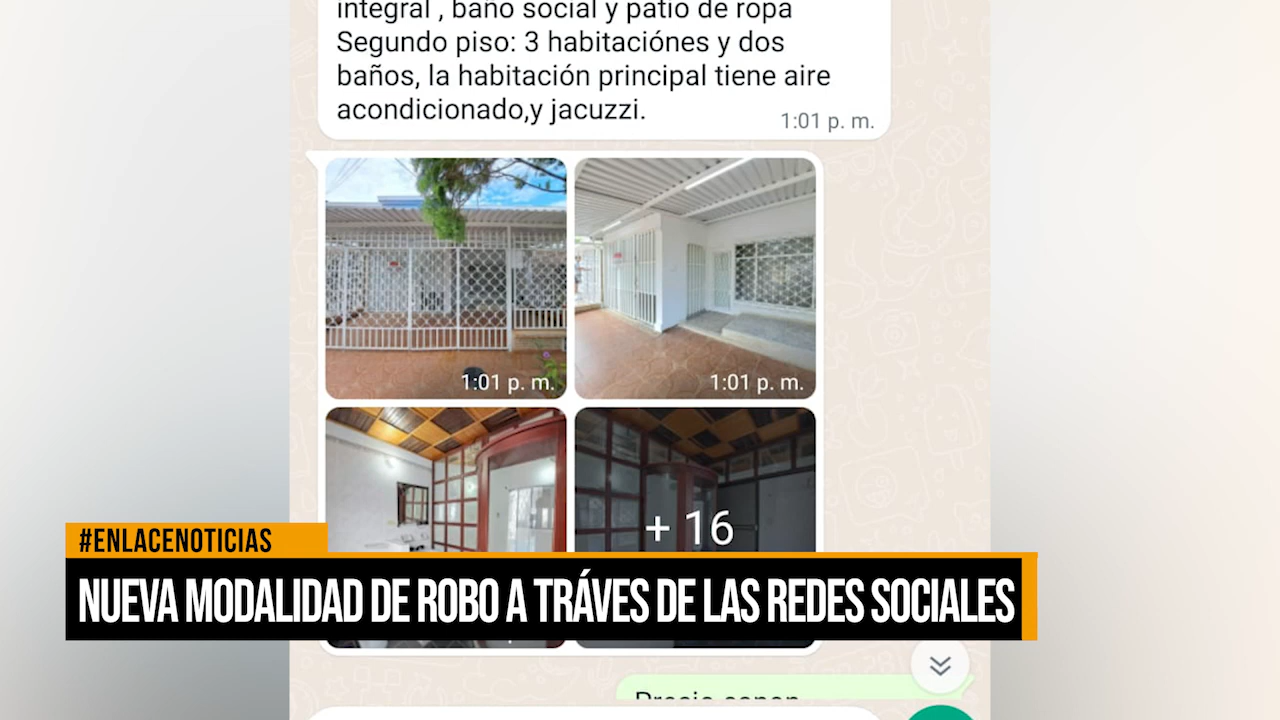 integral , baño social y patio de ropa
Segundo piso: 3 habitaciónes y dos
baños, la habitación principal tiene aire
acondicionado,y jacuzzi.
1:01 p. m.
1:01 p. m.
1:01 p. m.
+ 16
#ENLACENOTICIAS
NUEVA MODALIDAD DE ROBO A TRÁVES DE LAS REDES SOCIALES